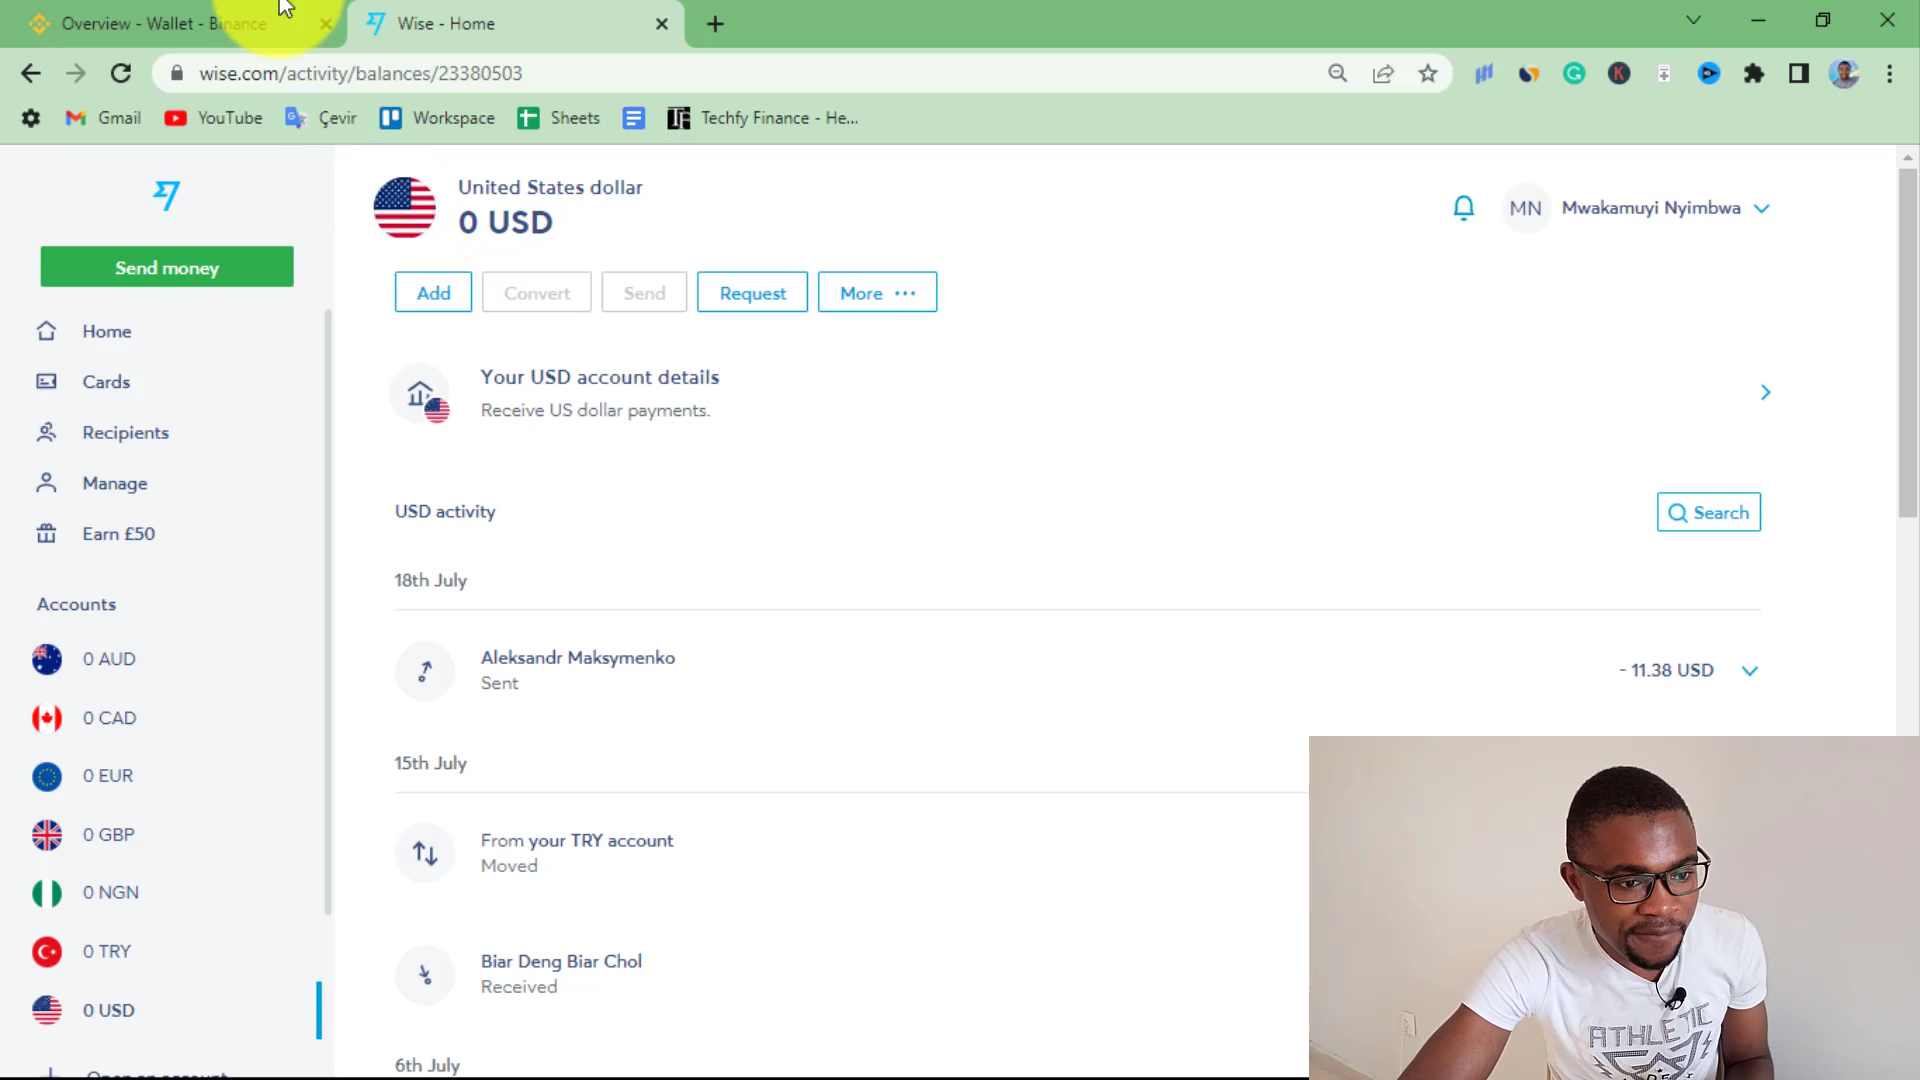 Overview - Wallet - Binance
Wise - Home
wise.com/activity/balances/23380503
Gmail
YouTube
Çevir
Workspace
Sheets
Techfy Finance - He...
Send money
Home
Cards
Recipients
Manage
Earn £50
Accounts
0 AUD
0 CAD
0 EUR
0 GBP
0 NGN
0 TRY
0 USD
Open an account
United States dollar
0 USD
MN
Mwakamuyi Nyimbwa
Add
Convert
Send
Request
More
Your USD account details
Receive US dollar payments.
USD activity
Search
18th July
Aleksandr Maksymenko
Sent
- 11.38 USD
15th July
From your TRY account
Moved
Biar Deng Biar Chol
Received
6th July
ATHLETIC